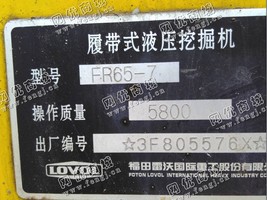 履带式液压挖掘机
型号 FR65-7
操作质量 5800
出厂编号 ☆3F805576X☆
LOVOL 福田雷沃国际重工股份有限公司
FOTON LOVOL INTERNATIONAL HEAVY INDUSTRY CO